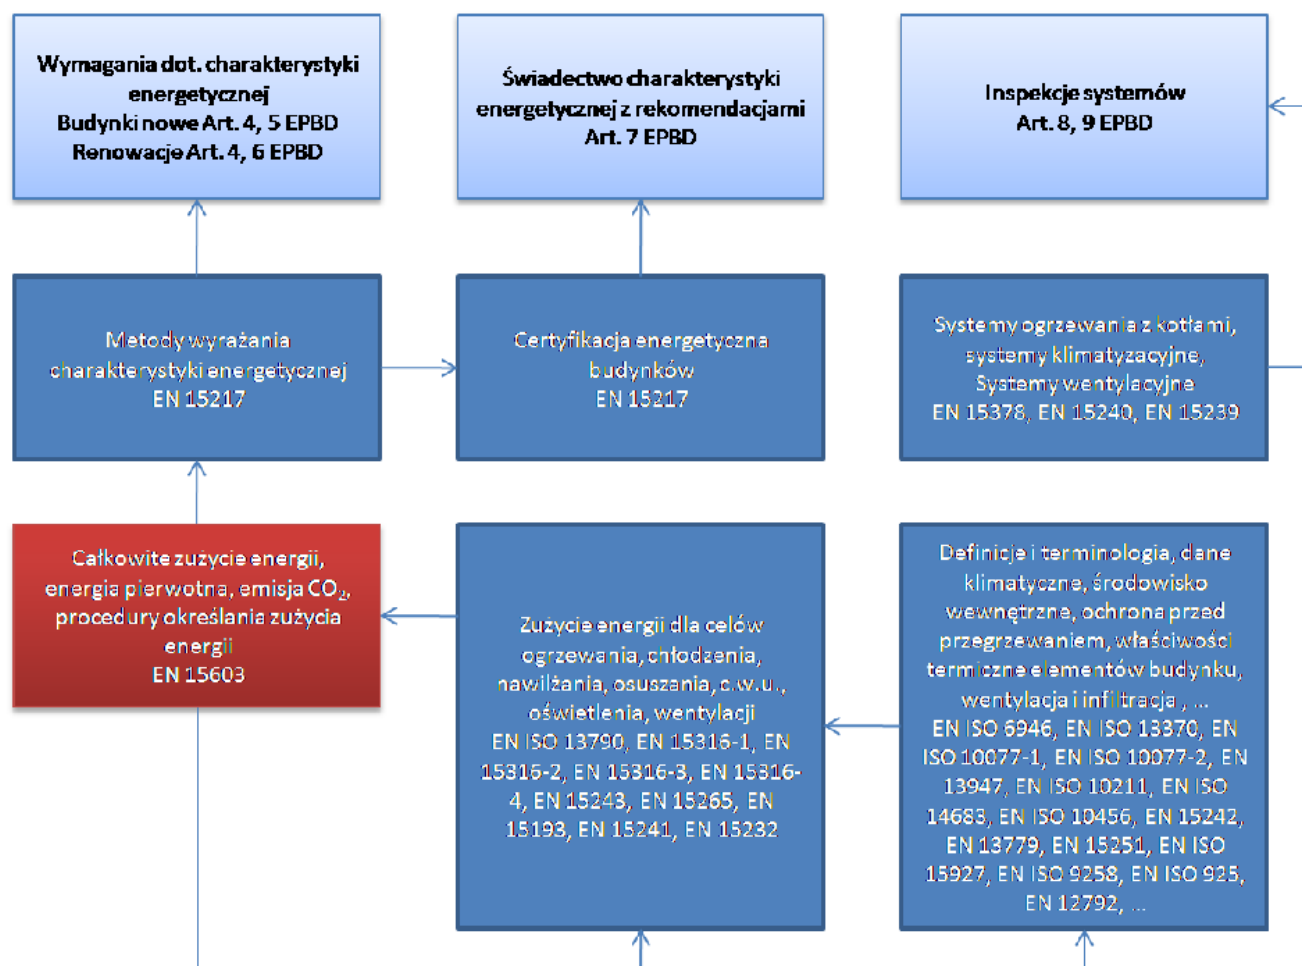 Wymagania dot. charakterystyki
energetycznej
Budynki nowe Art. 4, 5 EPBD
Renowacje Art. 4, 6 EPBD
Świadectwo charakterystyki
energetycznej z rekomendacjami
Art. 7 EPBD
Inspekcje systemów
Art. 8, 9 EPBD
Metody wyrażania
charakterystyki energetycznej
EN 15217
Certyfikacja energetyczna
budynków
EN 15217
Systemy ogrzewania z kotłami,
systemy klimatyzacyjne,
Systemy wentylacyjne
EN 15378, EN 15240, EN 15239
Całkowite zużycie energii,
energia pierwotna, emisja CO₂,
procedury określania zużycia
energii
EN 15603
Zużycie energii dla celów
ogrzewania, chłodzenia,
nawilżania, osuszania, c.w.u.,
oświetlenia, wentylacji
EN ISO 13790, EN 15316-1, EN
15316-2, EN 15316-3, EN 15316-
4, EN 15243, EN 15265, EN
15193, EN 15241, EN 15232
Definicje i terminologia, dane
klimatyczne, środowisko
wewnętrzne, ochrona przed
przegrzewaniem, właściwości
termiczne elementów budynku,
wentylacja i infiltracja , ...
EN ISO 6946, EN ISO 13370, EN
ISO 10077-1, EN ISO 10077-2, EN
13947, EN ISO 10211, EN ISO
14683, EN ISO 10456, EN 15242,
EN 13779, EN 15251, EN ISO
15927, EN ISO 9258, EN ISO 925,
EN 12792, ...